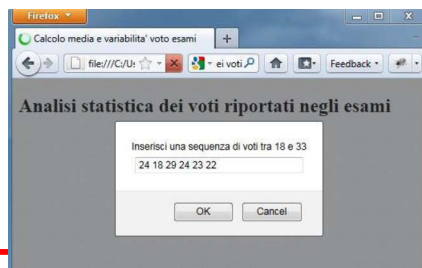 Firefox
Calcolo media e variabilita' voto esami
file:///C:/U:
ei voti
Feedback
Analisi statistica dei voti riportati negli esami
Inserisci una sequenza di voti tra 18 e 33
24 18 29 24 23 22
OK Cancel